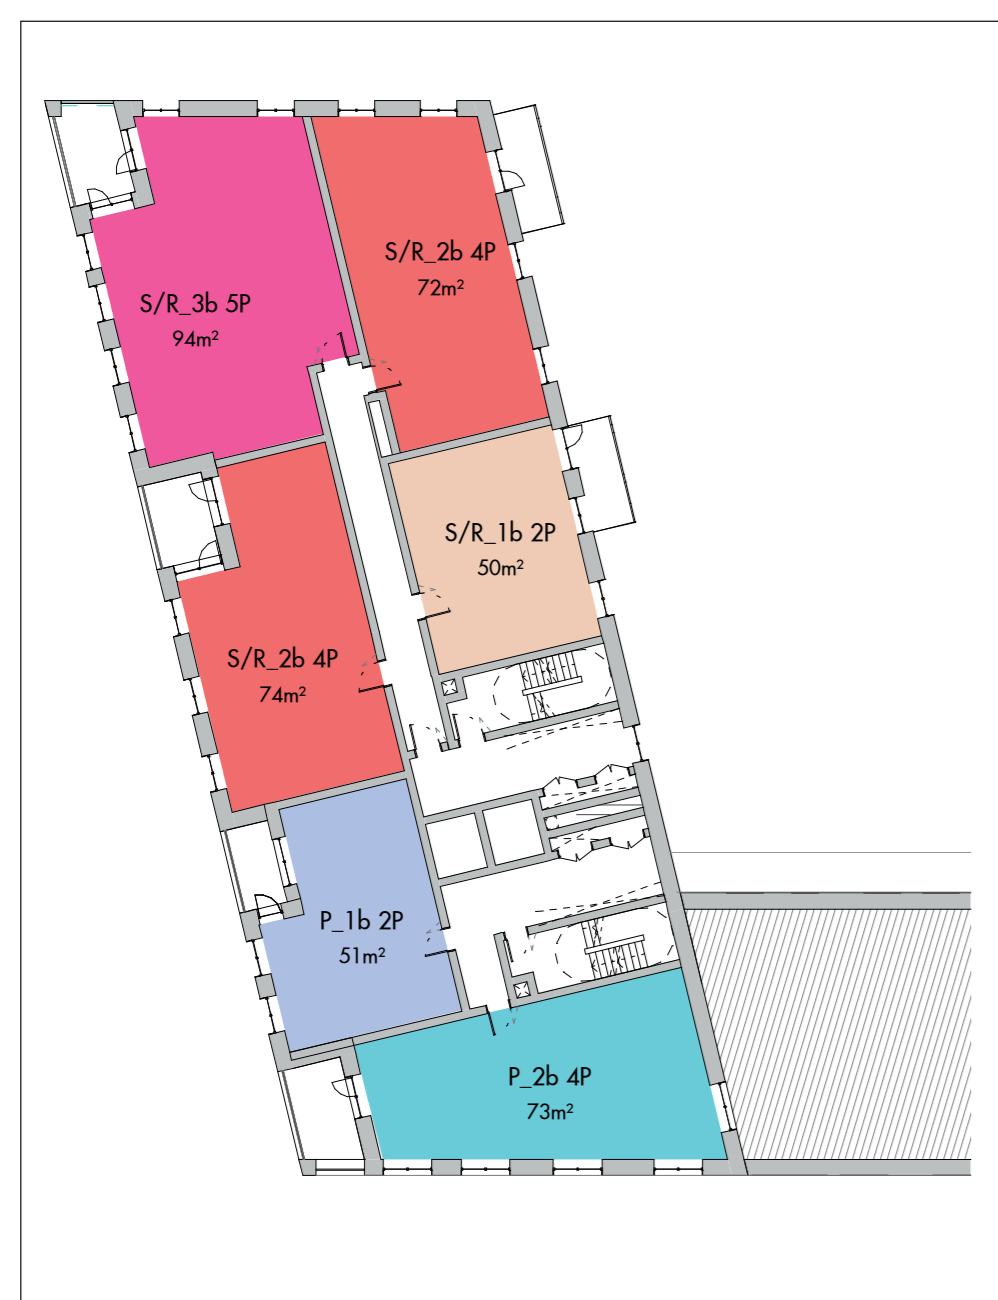 S/R_2b 4P
72m²
S/R_3b 5P
94m²
S/R_1b 2P
50m²
S/R_2b 4P
74m²
P_1b 2P
51m²
P_2b 4P
73m²